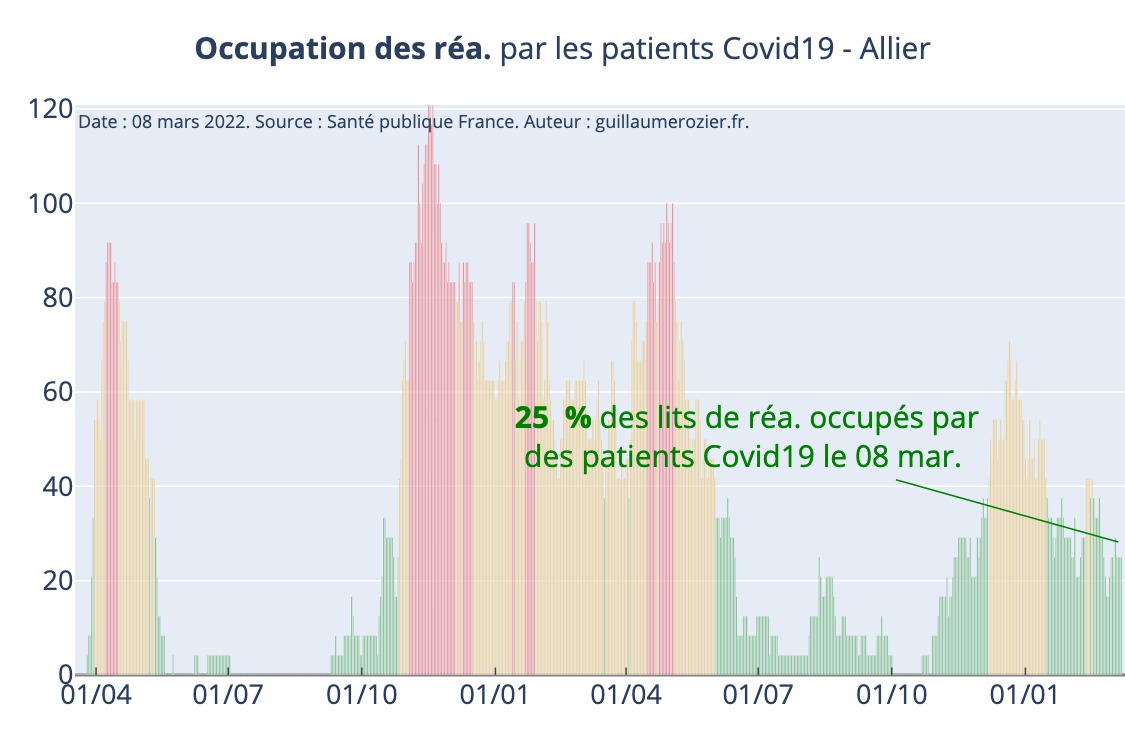 Occupation des réa. par les patients Covid19 - Allier
Date : 08 mars 2022. Source : Santé publique France. Auteur : guillaumerozier.fr.
120
100
80
60
40
20
0
25 % des lits de réa. occupés par
des patients Covid19 le 08 mar.
01/04 01/07 01/10 01/01 01/04 01/07 01/10 01/01